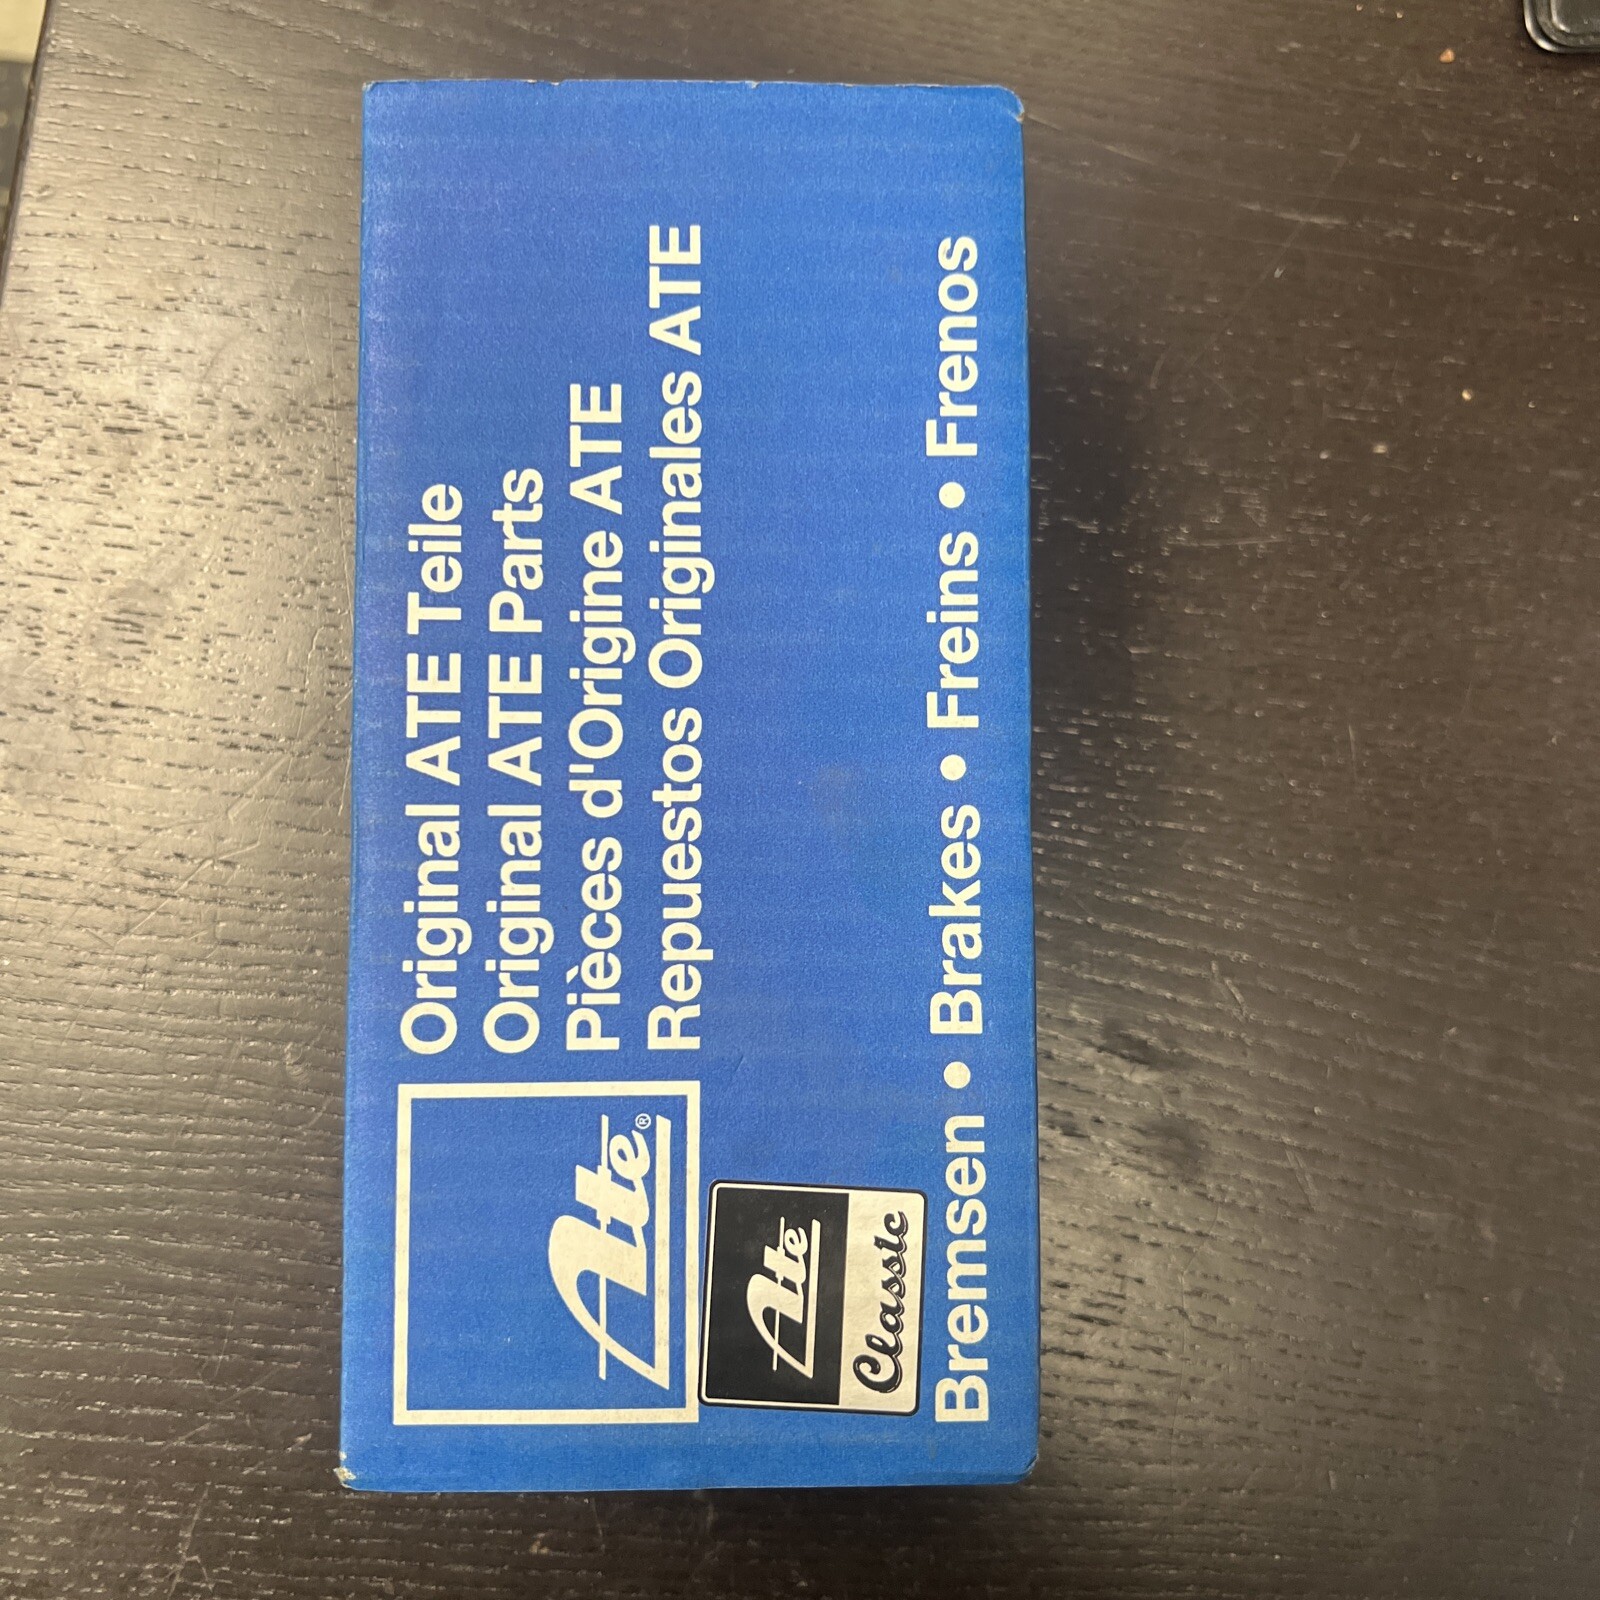 Original ATE Teile
Original ATE Parts
Pièces d'Origine ATE
Repuestos Originales ATE
Ate®
Ate
Classic
Bremsen • Brakes • Freins • Frenos